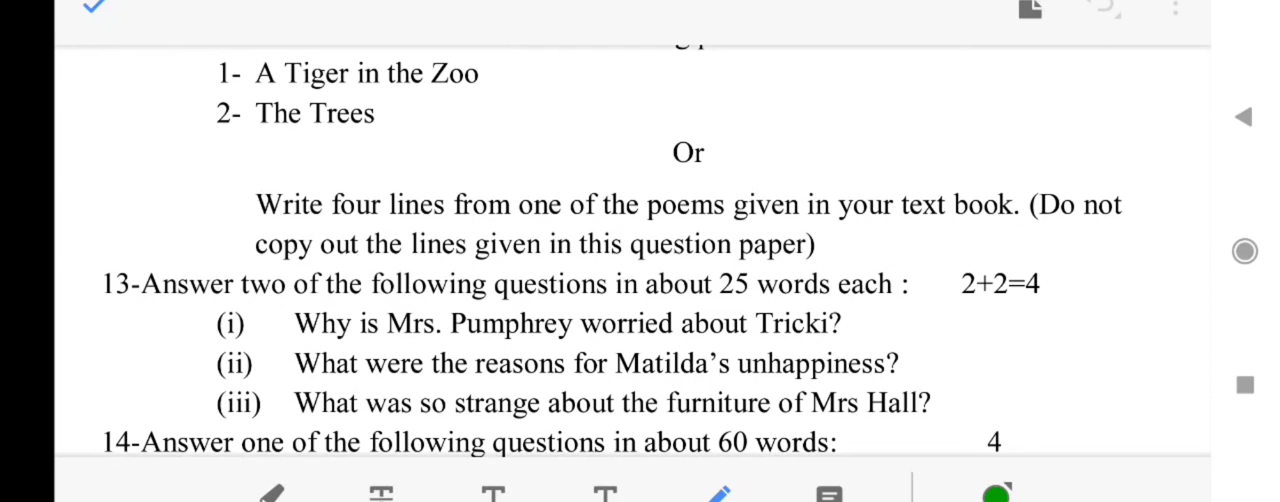 1- A Tiger in the Zoo
2- The Trees
Or
Write four lines from one of the poems given in your text book. (Do not
copy out the lines given in this question paper)
13-Answer two of the following questions in about 25 words each : 2+2=4
(i) Why is Mrs. Pumphrey worried about Tricki?
(ii) What were the reasons for Matilda's unhappiness?
(iii) What was so strange about the furniture of Mrs Hall?
14-Answer one of the following questions in about 60 words: 4